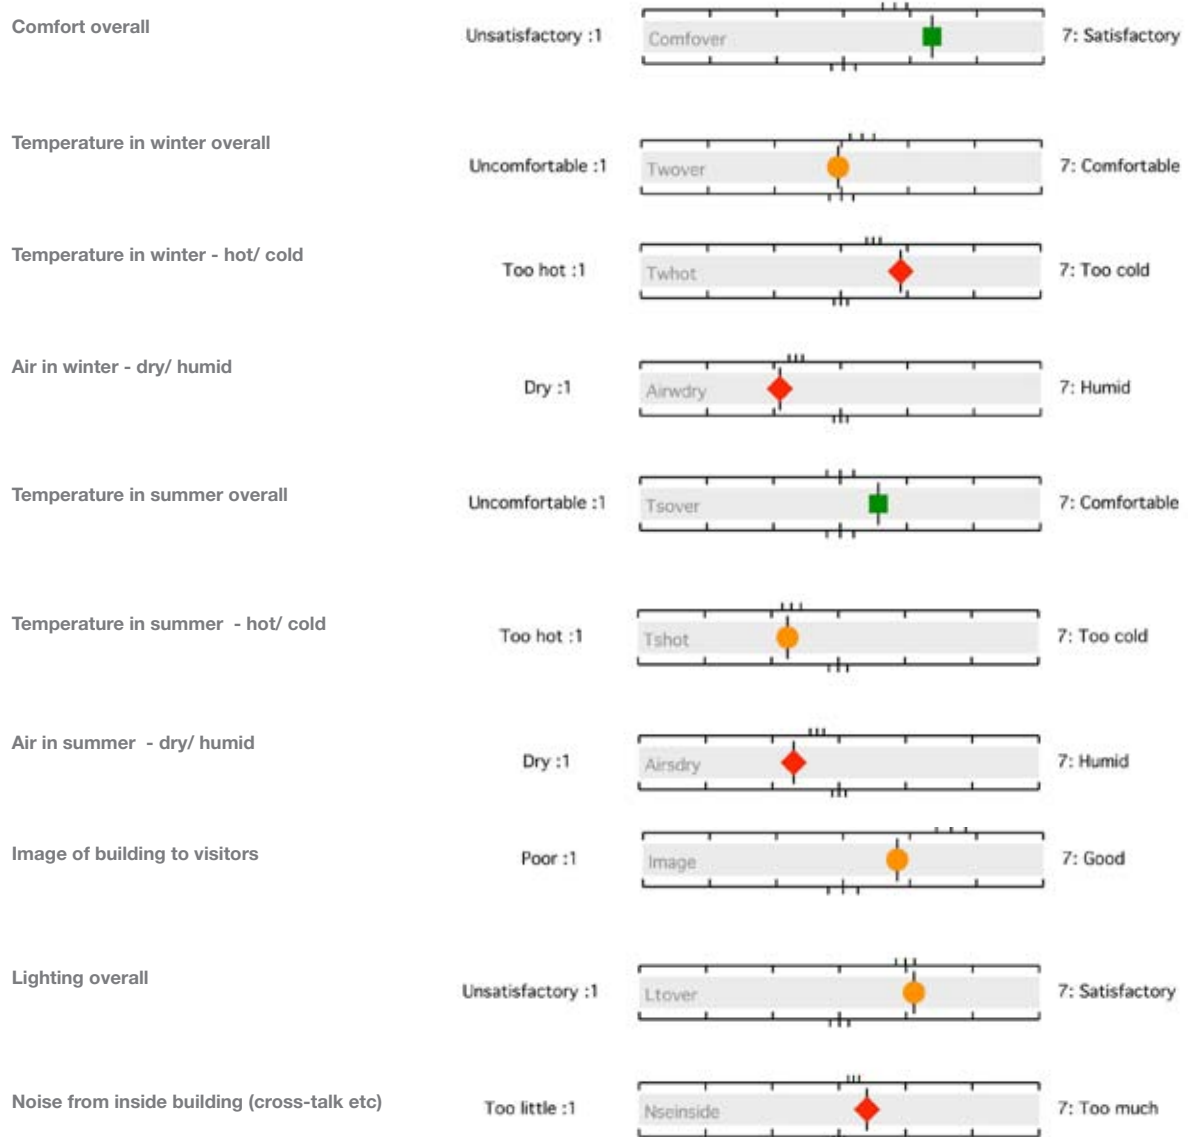 Comfort overall
Unsatisfactory :1 Comfover 7: Satisfactory
Temperature in winter overall
Uncomfortable :1 Twover 7: Comfortable
Temperature in winter - hot/ cold
Too hot :1 Twhot 7: Too cold
Air in winter - dry/ humid
Dry :1 Airwdry 7: Humid
Temperature in summer overall
Uncomfortable :1 Tsover 7: Comfortable
Temperature in summer  - hot/ cold
Too hot :1 Tshot 7: Too cold
Air in summer  - dry/ humid
Dry :1 Airsdry 7: Humid
Image of building to visitors
Poor :1 Image 7: Good
Lighting overall
Unsatisfactory :1 Ltover 7: Satisfactory
Noise from inside building (cross-talk etc)
Too little :1 Nseinside 7: Too much